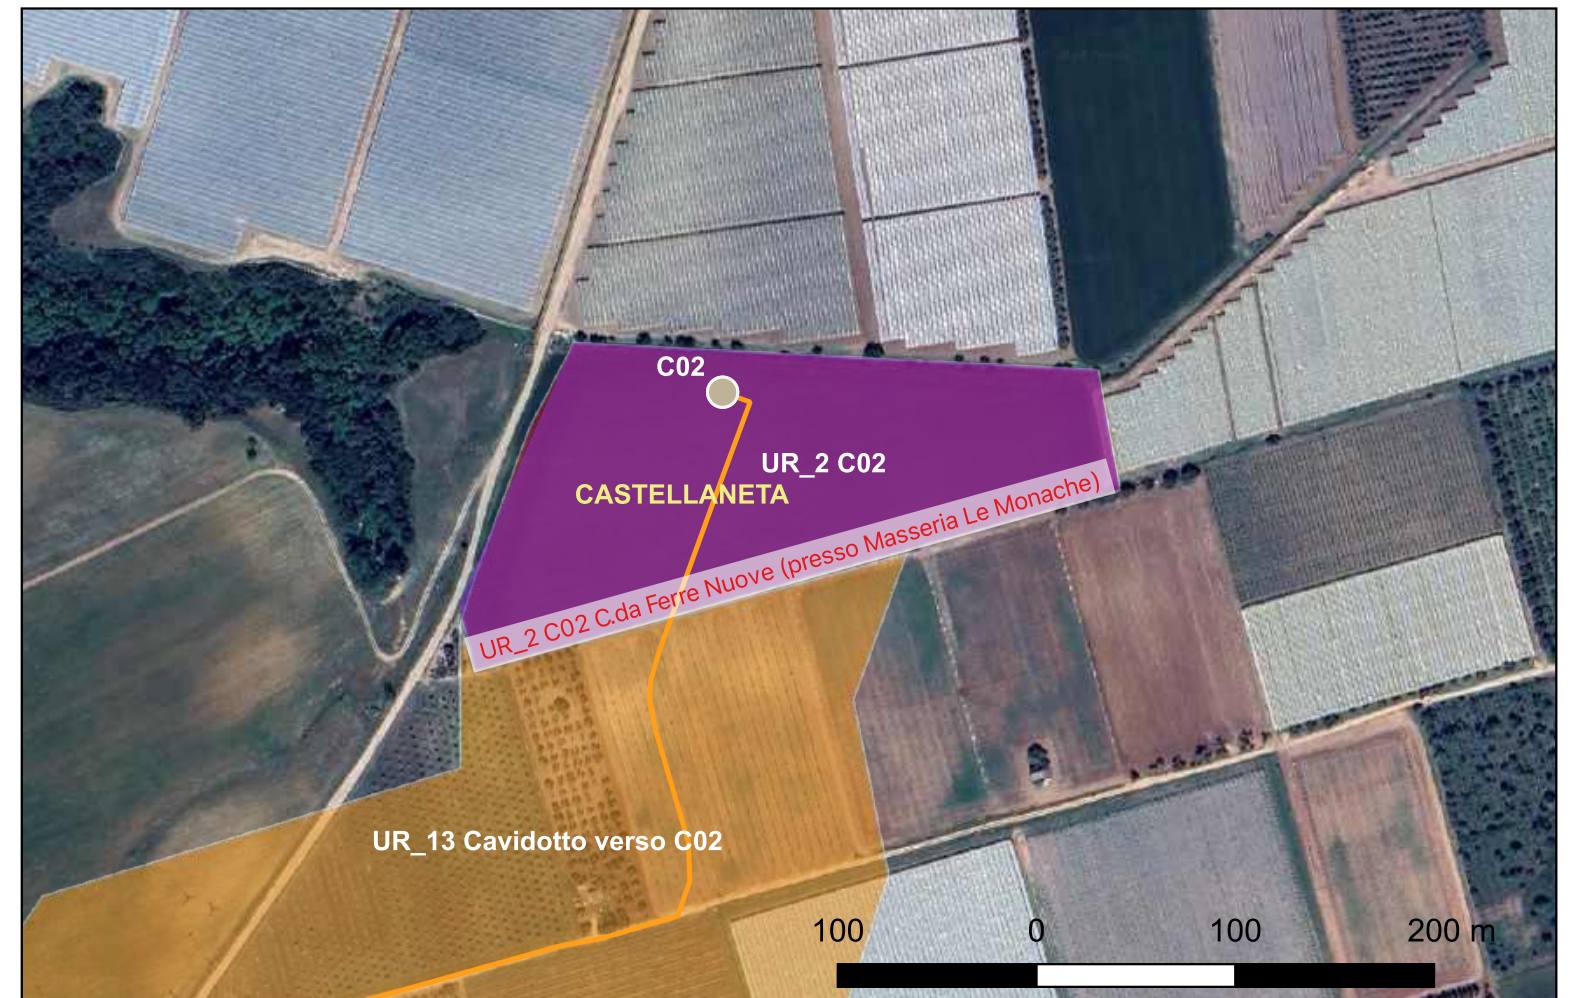 C02
UR_2 C02
CASTELLANETA
UR_2 C02 C.da Ferre Nuove (presso Masseria Le Monache)
UR_13 Cavidotto verso C02
100 0 100 200 m